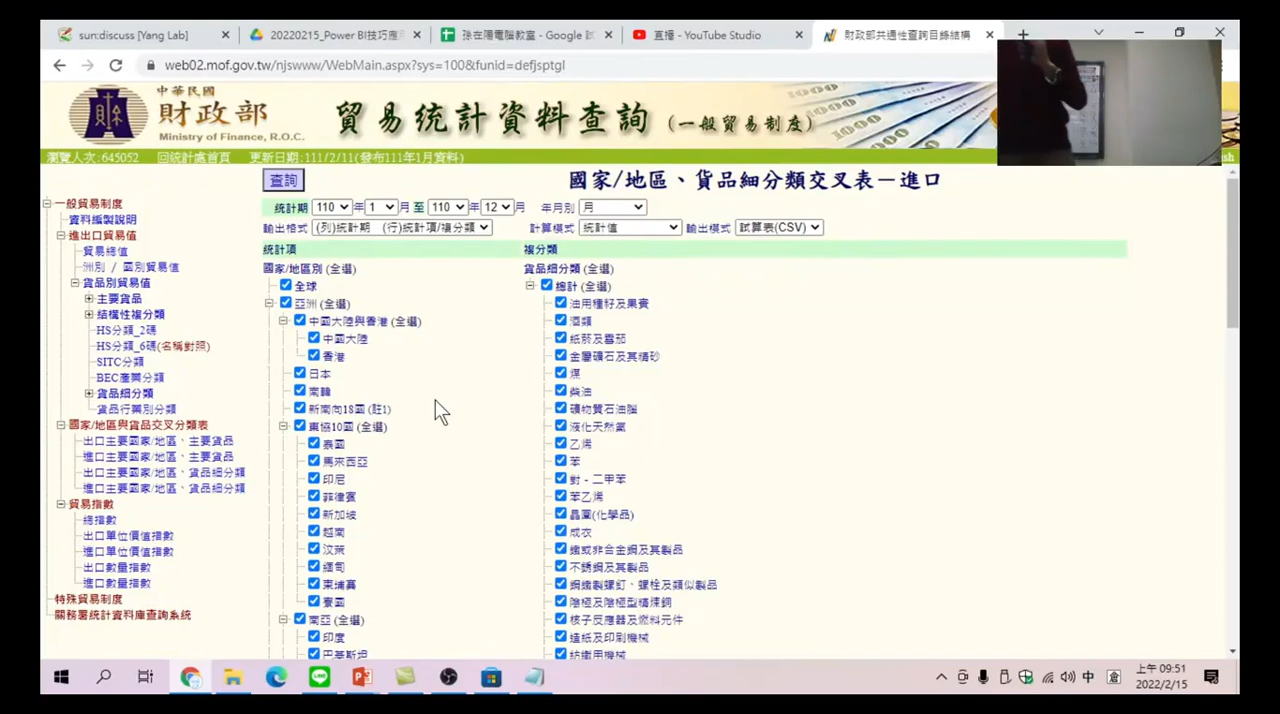 sun:discuss [Yang Lab]
20220215_Power BI技巧應
孫在陽電腦教室 - Google 試
直播 - YouTube Studio
財政部共通性查詢目錄結構
web02.mof.gov.tw/njswww/WebMain.aspx?sys=100&funid=defjsptgl
中華民國
財政部
Ministry of Finance, R.O.C.
貿易統計資料查詢 (一般貿易制度)
瀏覽人次:645052 回統計處首頁 更新日期:111/2/11(發布111年1月資料)
查詢
國家/地區、貨品細分類交叉表－進口
統計期 110 年 1 月 至 110 年 12 月 年月別 月
輸出格式 (列)統計期 (行)統計項/複分類 計算模式 統計值 輸出模式 試算表(CSV)
一般貿易制度
資料編製說明
進出口貿易值
貿易總值
洲別 / 國別貿易值
貨品別貿易值
主要貨品
結構性複分類
HS分類_2碼
HS分類_6碼(名稱對照)
SITC分類
BEC產業分類
貨品細分類
貨品行業別分類
國家/地區與貨品交叉分類表
出口主要國家/地區、主要貨品
進口主要國家/地區、主要貨品
出口主要國家/地區、貨品細分類
進口主要國家/地區、貨品細分類
貿易指數
總指數
出口單位價值指數
進口單位價值指數
出口數量指數
進口數量指數
特殊貿易制度
關務署統計資料庫查詢系統
統計項
國家/地區別 (全選)
全球
亞洲 (全選)
中國大陸與香港 (全選)
中國大陸
香港
日本
南韓
新南向18國 (註1)
東協10國 (全選)
泰國
馬來西亞
印尼
菲律賓
新加坡
越南
汶萊
緬甸
柬埔寨
寮國
南亞 (全選)
印度
巴基斯坦
複分類
貨品細分類 (全選)
總計 (全選)
油用種籽及果實
酒類
紙菸及雪茄
金屬礦石及其精砂
煤
柴油
礦物質石油腦
液化天然氣
乙烯
苯
對 - 二甲苯
苯乙烯
晶圓(化學品)
成衣
鐵或非合金鋼及其製品
不銹鋼及其製品
鋼鐵製螺釘、螺栓及類似製品
陰極及陰極型精煉銅
核子反應器及燃料元件
造紙及印刷機械
紡織用機械
中
倉
上午 09:51
2022/2/15